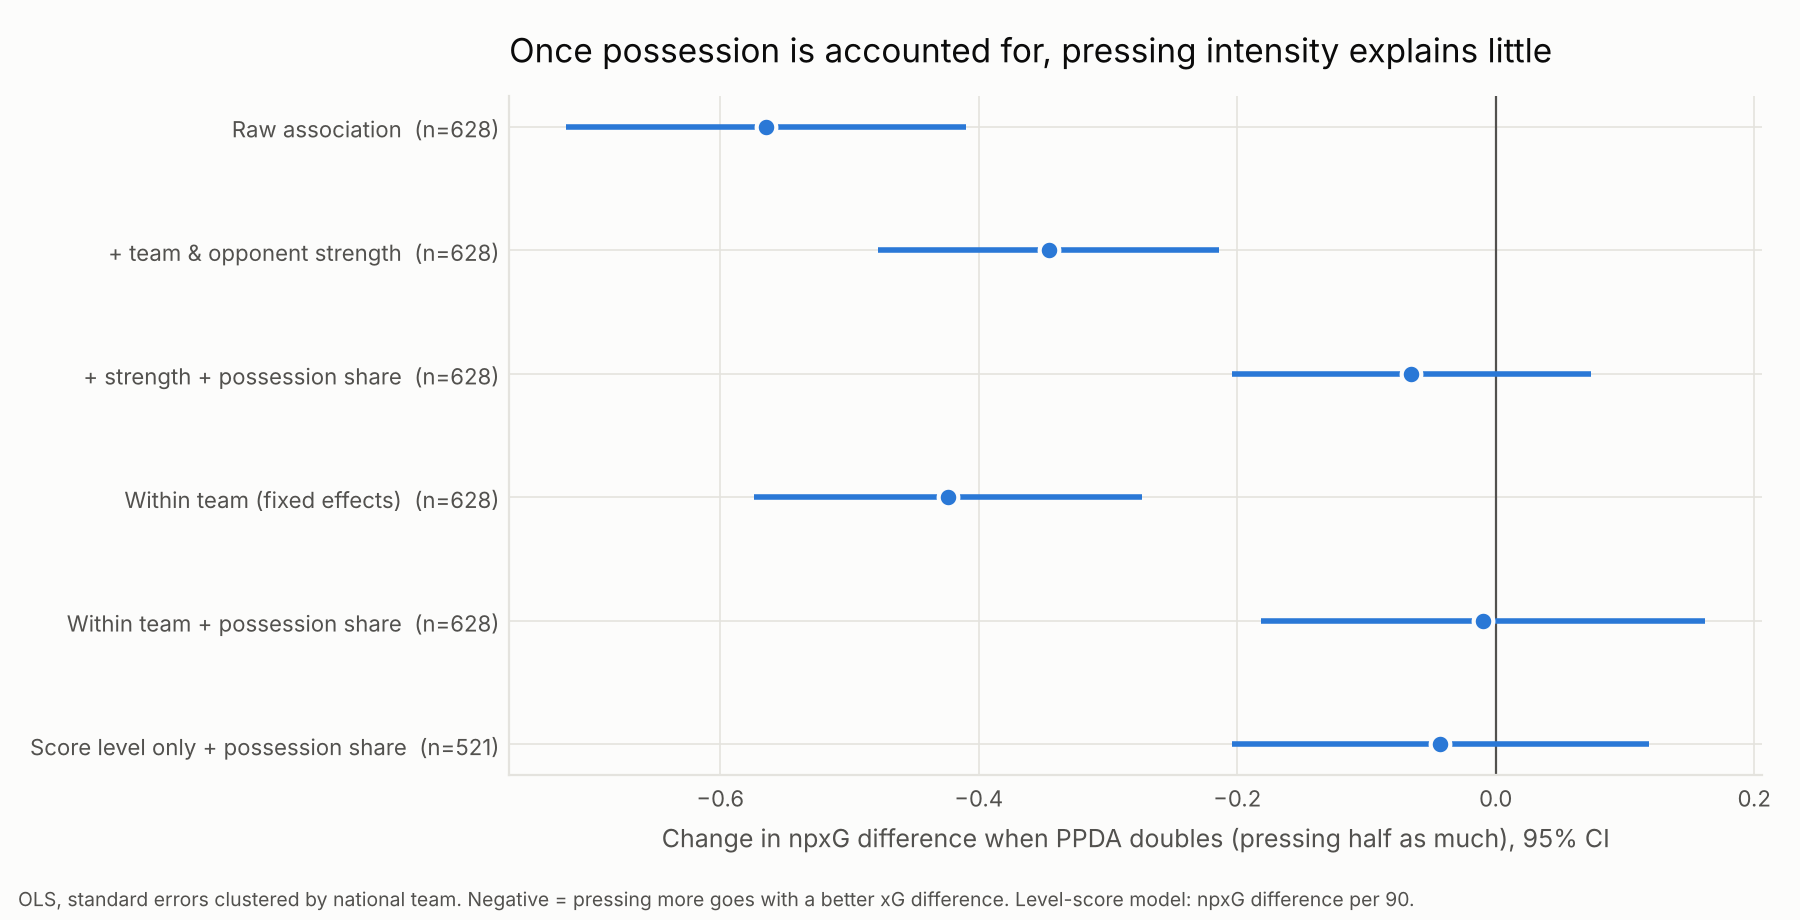 Once possession is accounted for, pressing intensity explains little
Raw association (n=628)
+ team & opponent strength (n=628)
+ strength + possession share (n=628)
Within team (fixed effects) (n=628)
Within team + possession share (n=628)
Score level only + possession share (n=521)
−0.6 −0.4 −0.2 0.0 0.2
Change in npxG difference when PPDA doubles (pressing half as much), 95% CI
OLS, standard errors clustered by national team. Negative = pressing more goes with a better xG difference. Level-score model: npxG difference per 90.